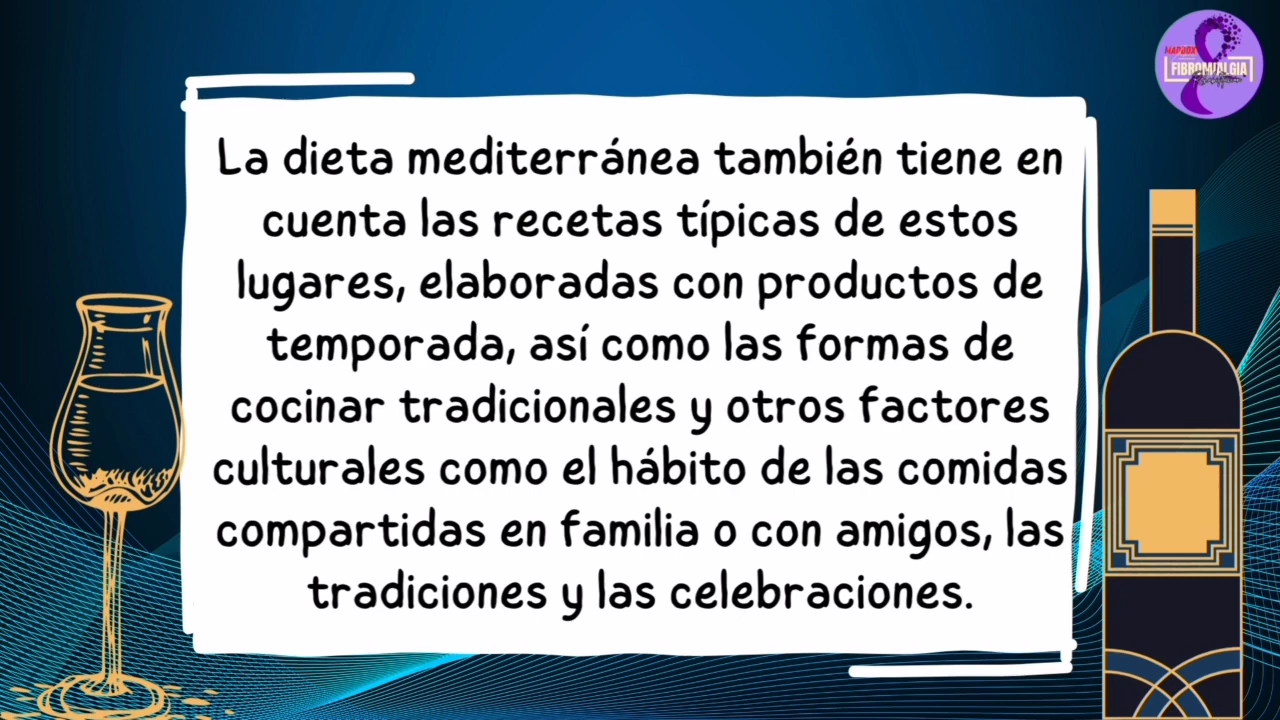 MAPDOX
FIBROMIALGIA
La dieta mediterránea también tiene en
cuenta las recetas típicas de estos
lugares, elaboradas con productos de
temporada, así como las formas de
cocinar tradicionales y otros factores
culturales como el hábito de las comidas
compartidas en familia o con amigos, las
tradiciones y las celebraciones.